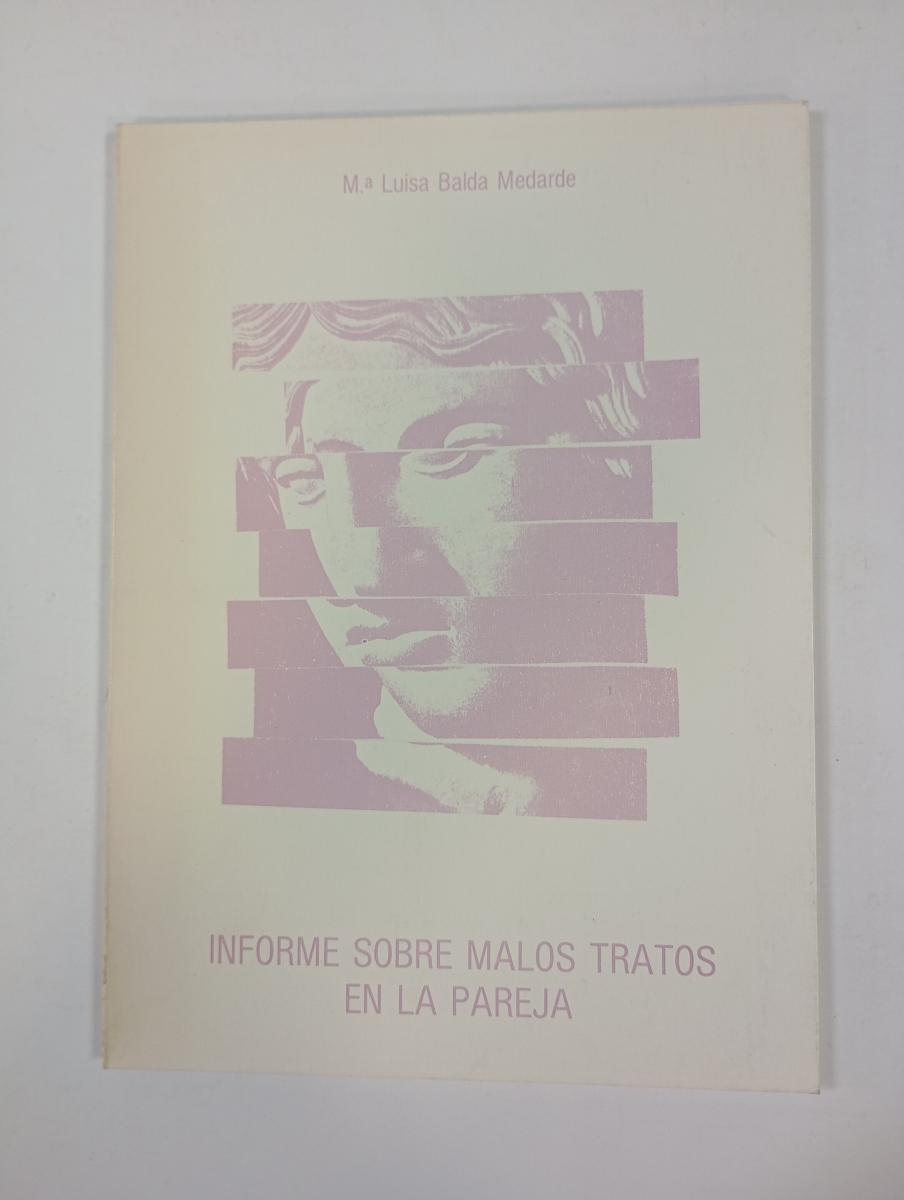 M.ª Luisa Balda Medarde
INFORME SOBRE MALOS TRATOS
EN LA PAREJA